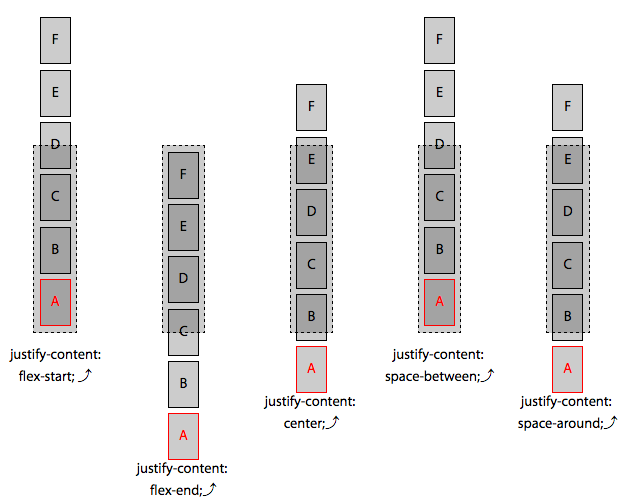 F
E
D
C
B
A
justify-content:
flex-start; ⤴
F
E
D
C
B
A
justify-content:
flex-end; ⤴
F
E
D
C
B
A
justify-content:
center; ⤴
F
E
D
C
B
A
justify-content:
space-between; ⤴
F
E
D
C
B
A
justify-content:
space-around; ⤴